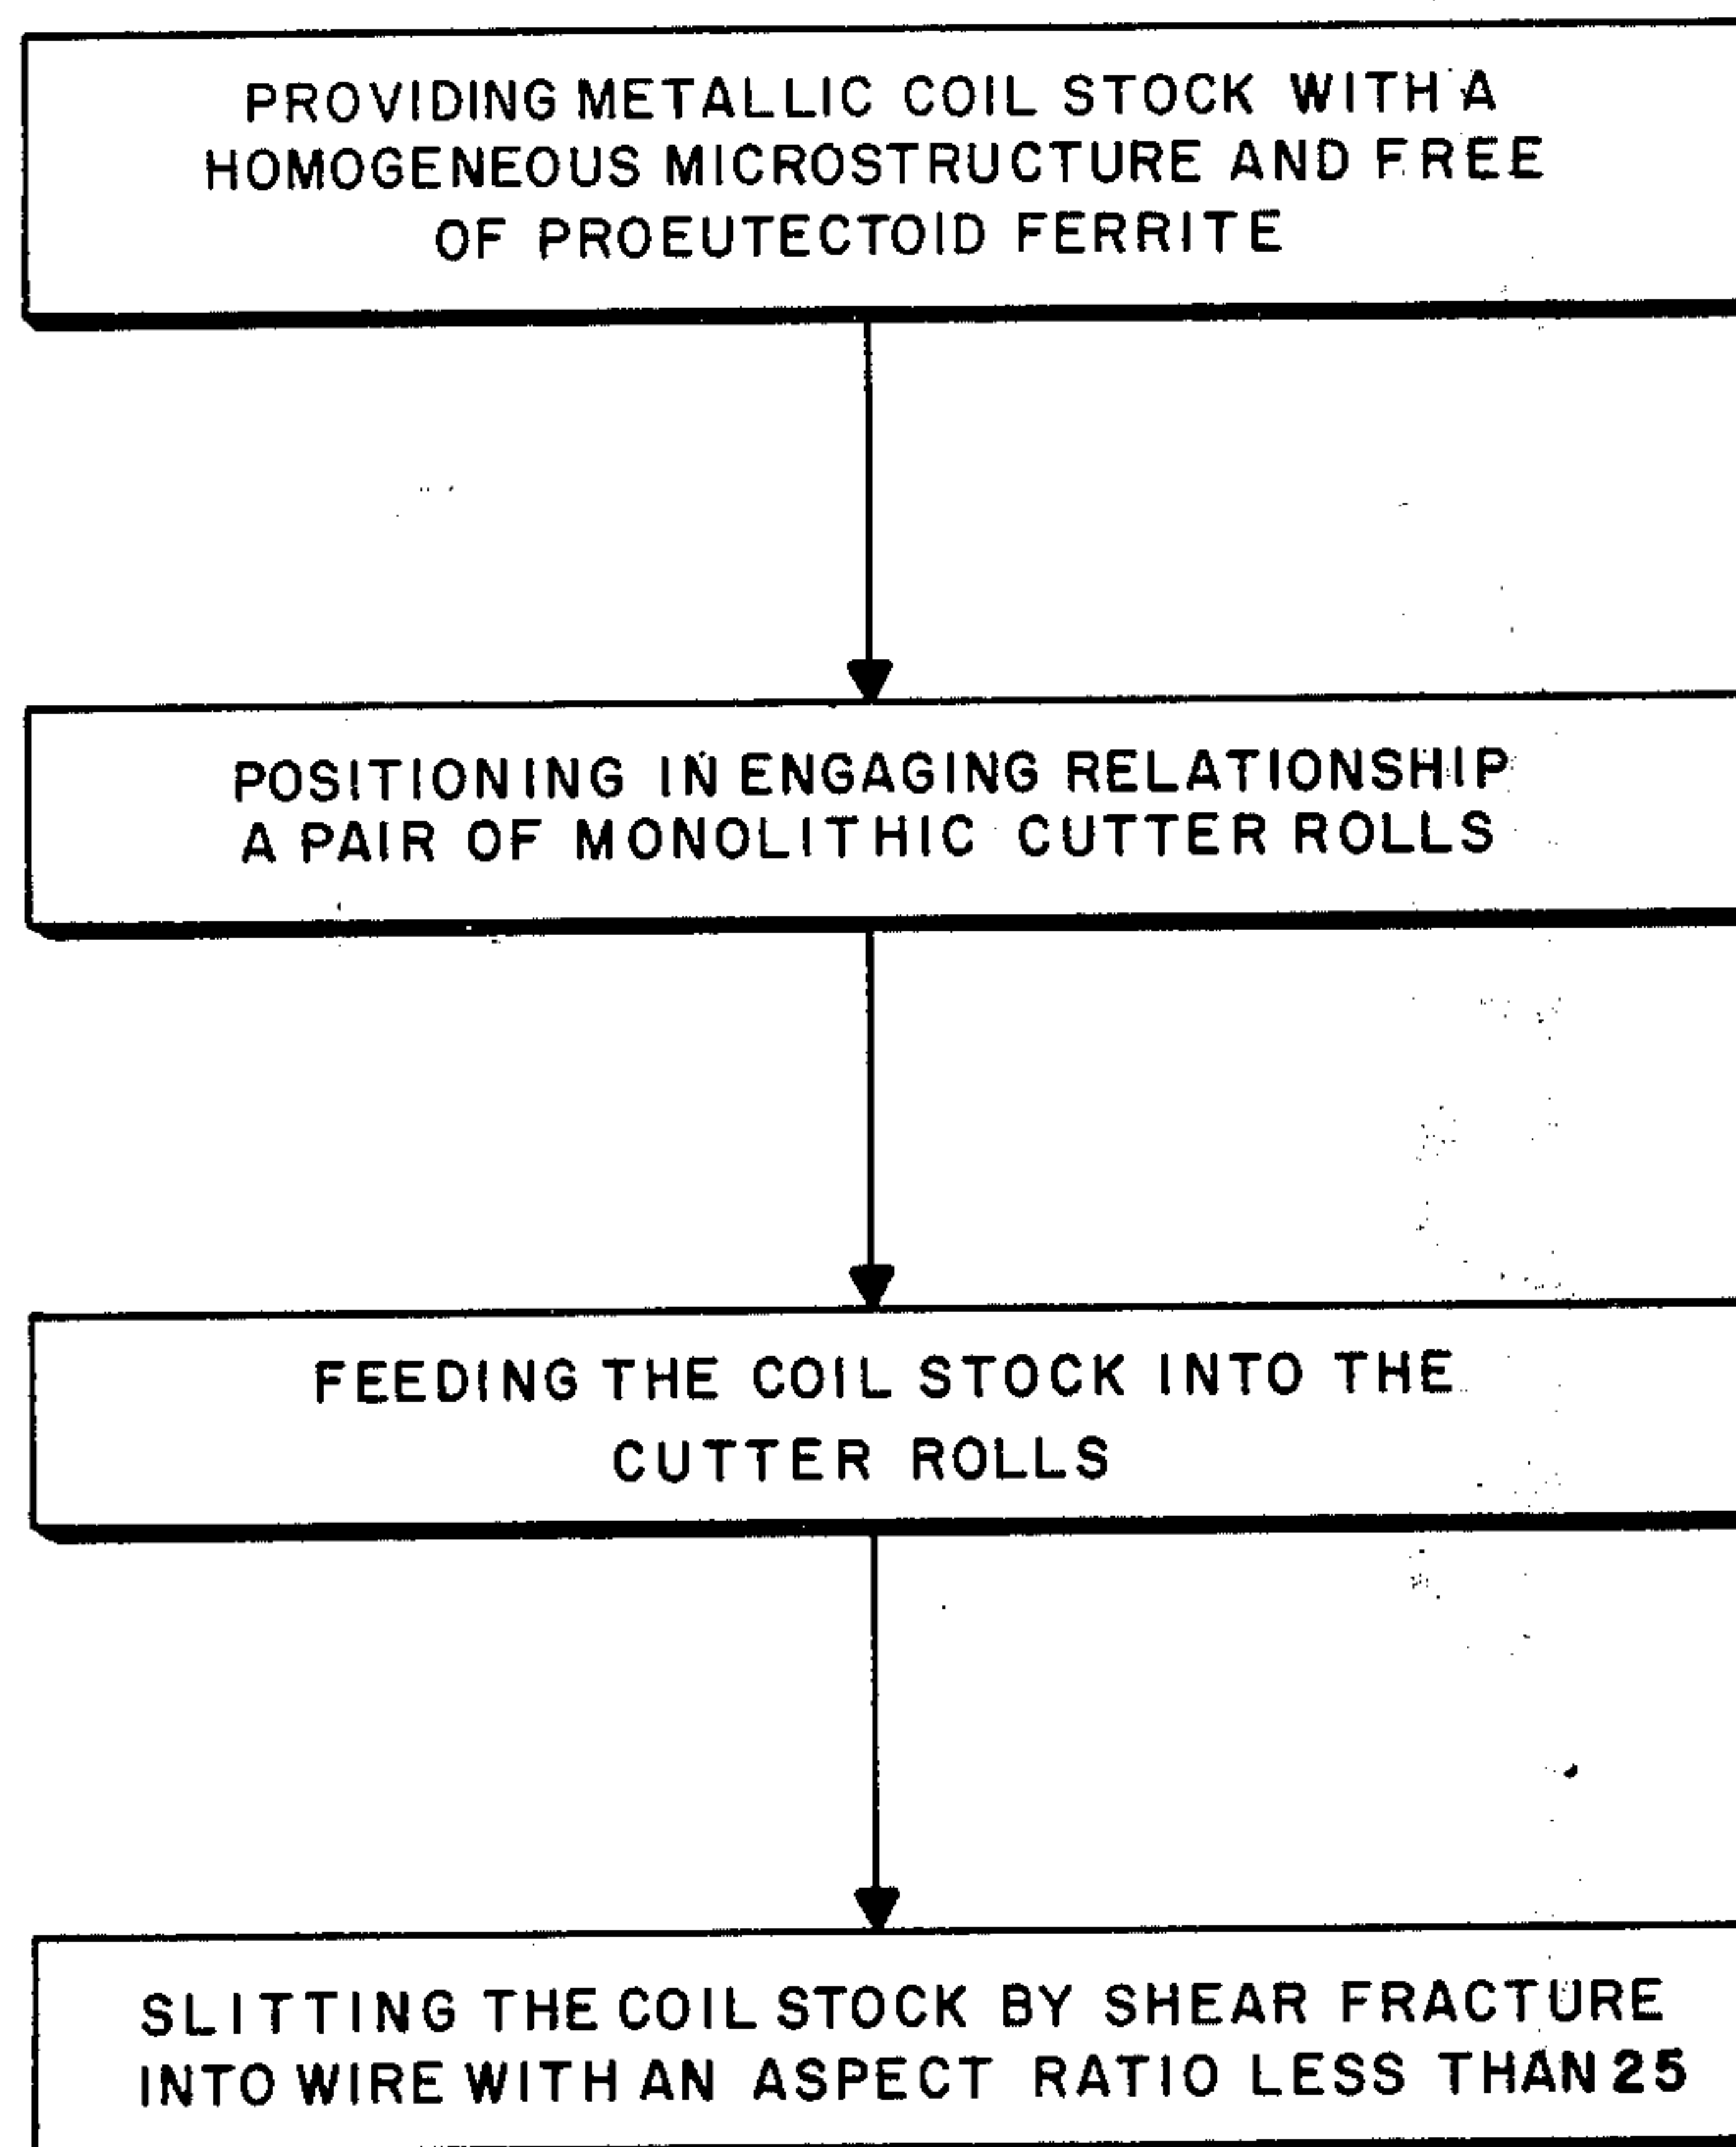 PROVIDING METALLIC COIL STOCK WITH A
HOMOGENEOUS MICROSTRUCTURE AND FREE
OF PROEUTECTOID FERRITE
POSITIONING IN ENGAGING RELATIONSHIP
A PAIR OF MONOLITHIC CUTTER ROLLS
FEEDING THE COIL STOCK INTO THE
CUTTER ROLLS
SLITTING THE COIL STOCK BY SHEAR FRACTURE
INTO WIRE WITH AN ASPECT RATIO LESS THAN 25